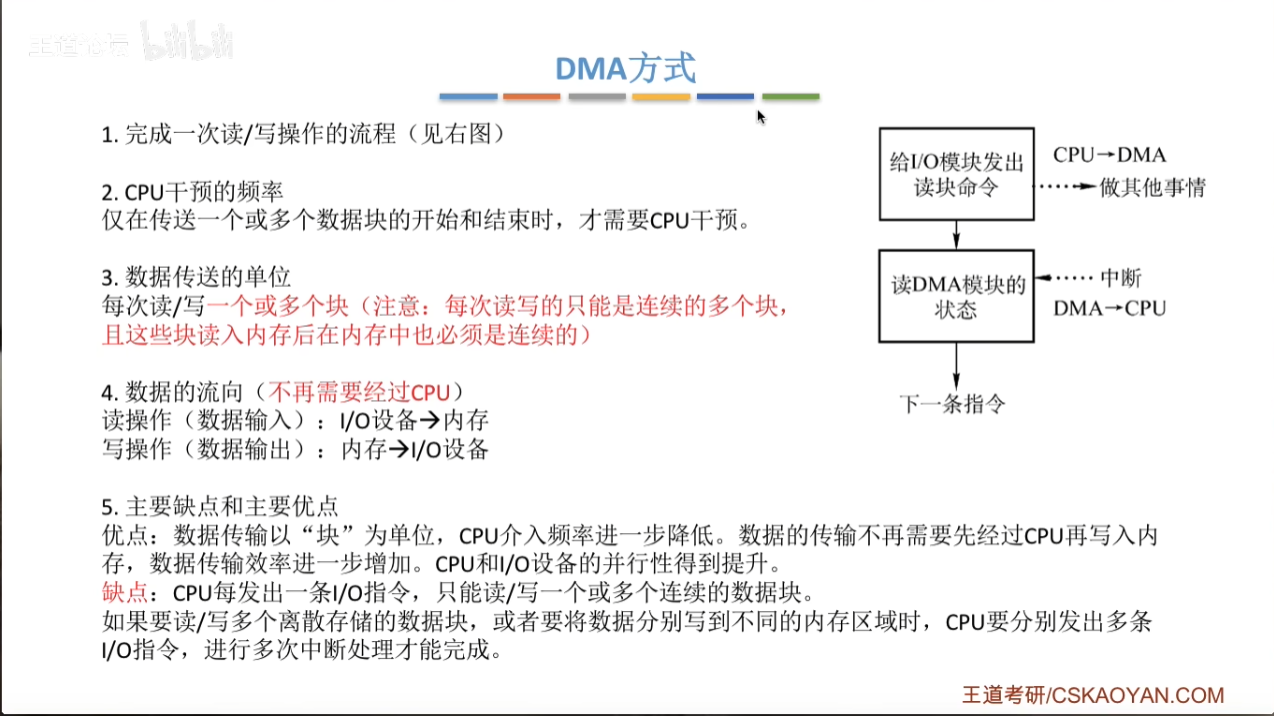 王道论坛 bilibili
DMA方式
1. 完成一次读/写操作的流程（见右图）
2. CPU干预的频率
仅在传送一个或多个数据块的开始和结束时，才需要CPU干预。
3. 数据传送的单位
每次读/写一个或多个块（注意：每次读写的只能是连续的多个块，
且这些块读入内存后在内存中也必须是连续的）
4. 数据的流向（不再需要经过CPU）
读操作（数据输入）：I/O设备→内存
写操作（数据输出）：内存→I/O设备
5. 主要缺点和主要优点
优点：数据传输以“块”为单位，CPU介入频率进一步降低。数据的传输不再需要先经过CPU再写入内
存，数据传输效率进一步增加。CPU和I/O设备的并行性得到提升。
缺点：CPU每发出一条I/O指令，只能读/写一个或多个连续的数据块。
如果要读/写多个离散存储的数据块，或者要将数据分别写到不同的内存区域时，CPU要分别发出多条
I/O指令，进行多次中断处理才能完成。
给I/O模块发出
读块命令
CPU→DMA
做其他事情
读DMA模块的
状态
中断
DMA→CPU
下一条指令
王道考研/CSKAOYAN.COM